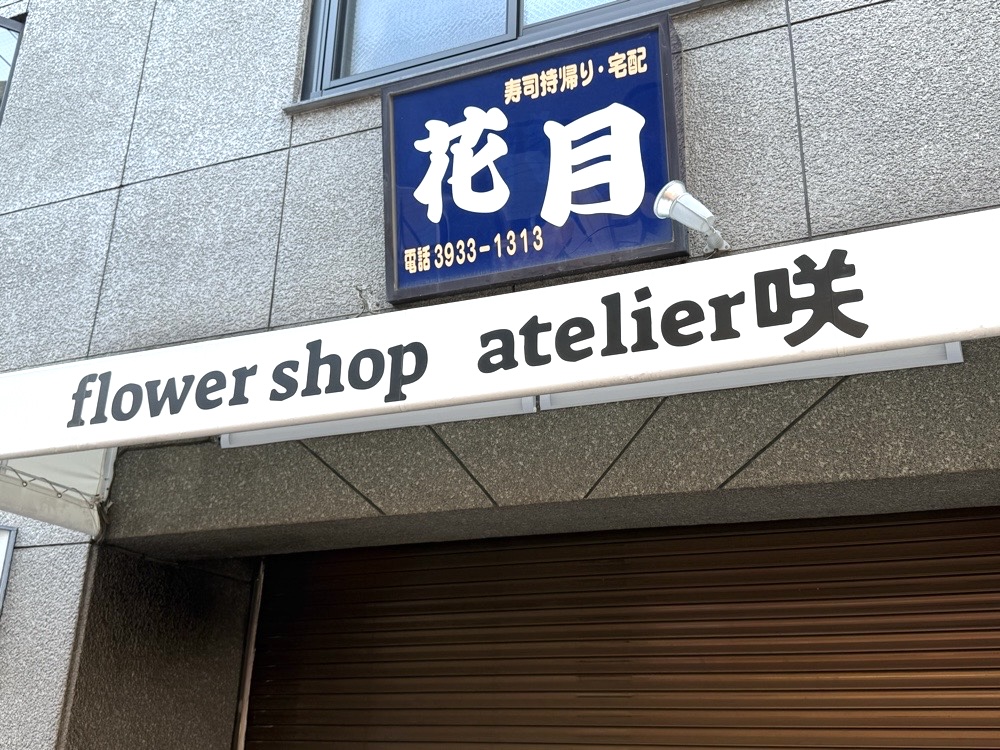 寿司持帰り・宅配
花月
電話 3933-1313
flower shop atelier咲